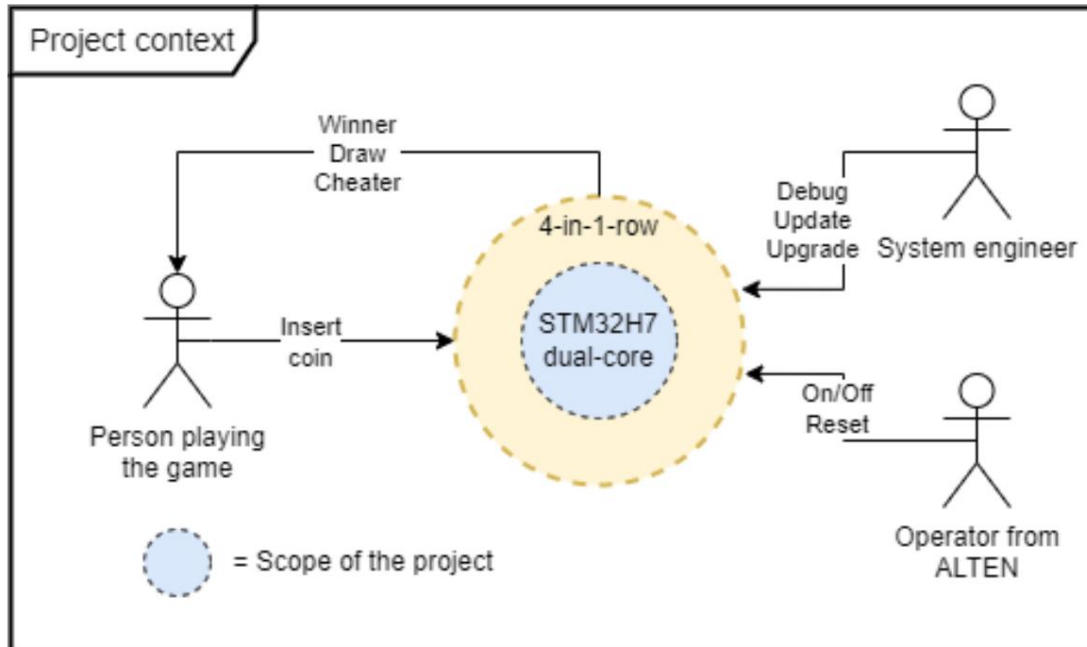 Project context
Winner
Draw
Cheater
4-in-1-row
STM32H7
dual-core
Debug
Update
Upgrade
System engineer
Insert
coin
On/Off
Reset
Person playing
the game
Operator from
ALTEN
= Scope of the project